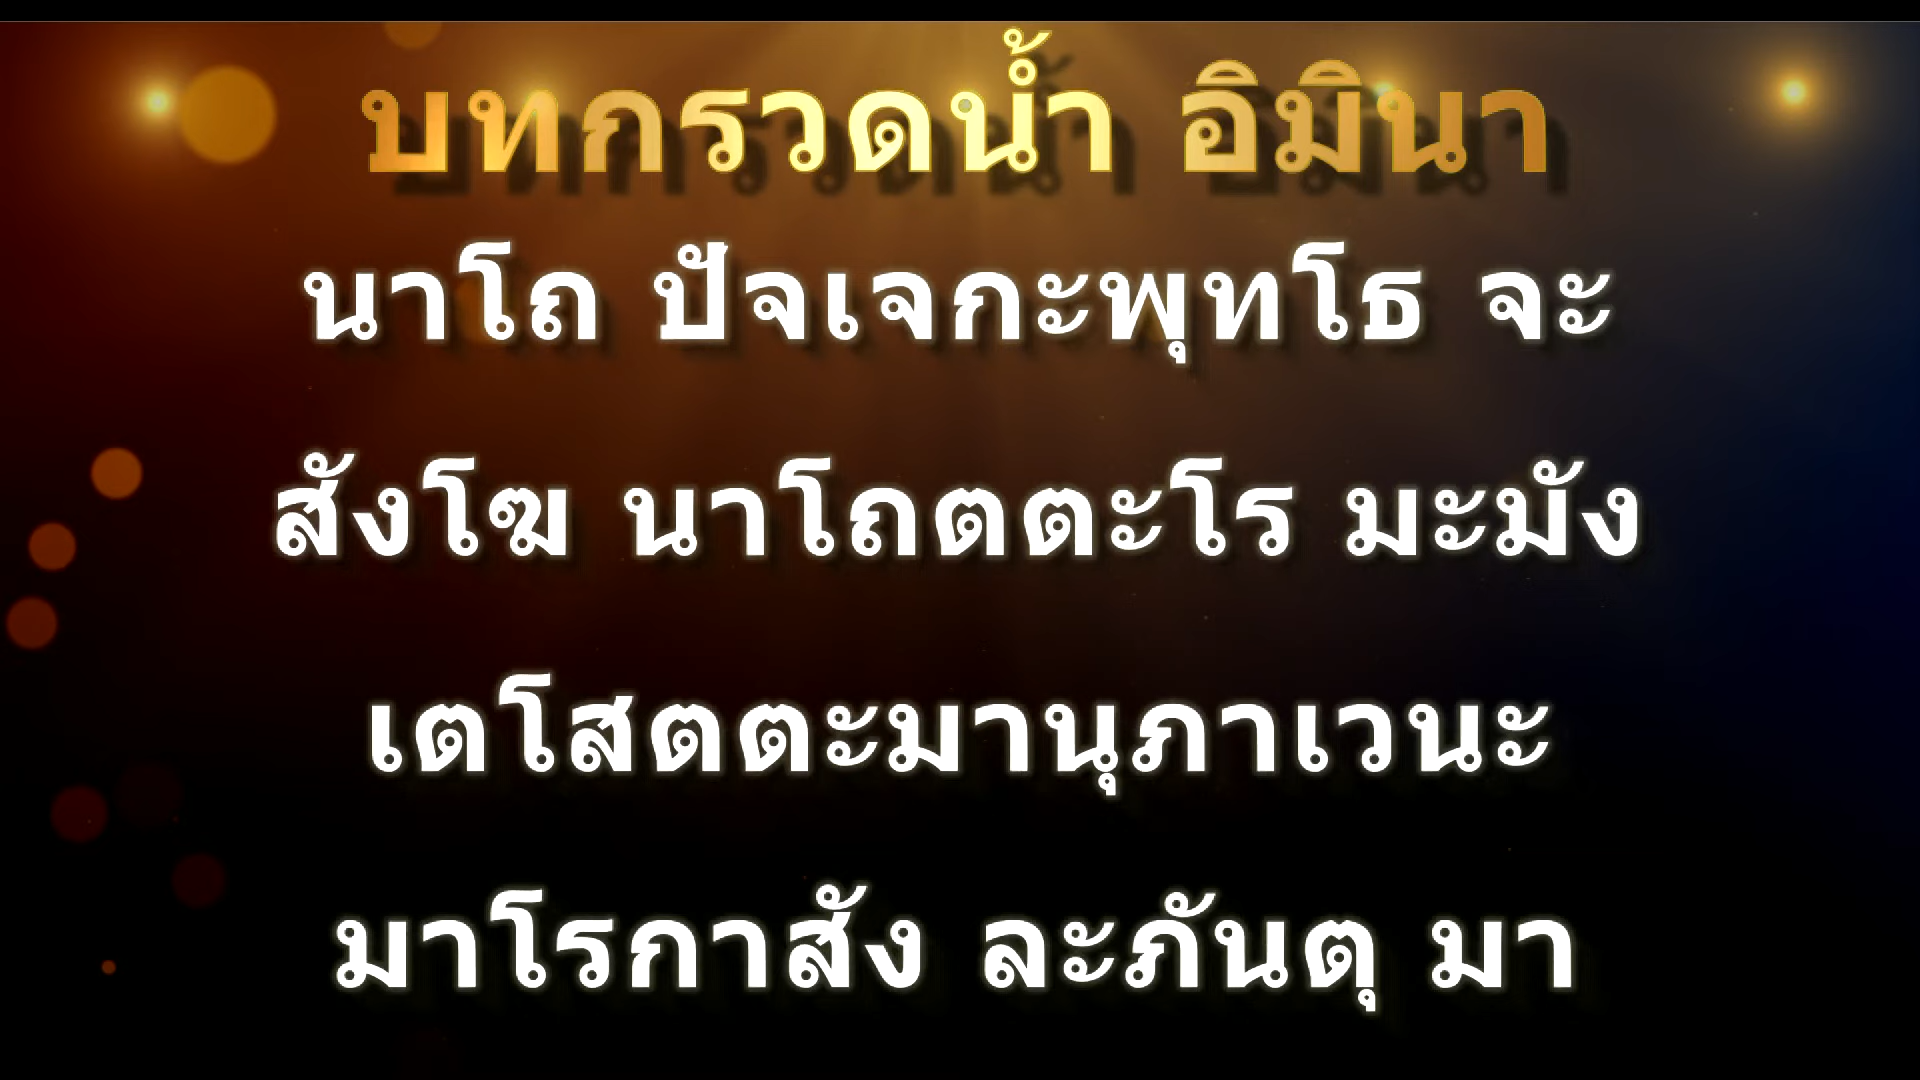 บทกรวดน้ำ อิมินา
นาโถ ปัจเจกะพุทโธ จะ
สังโฆ นาโถตตะโร มะมัง
เตโสตตะมานุภาเวนะ
มาโรกาสัง ละภันตุ มา